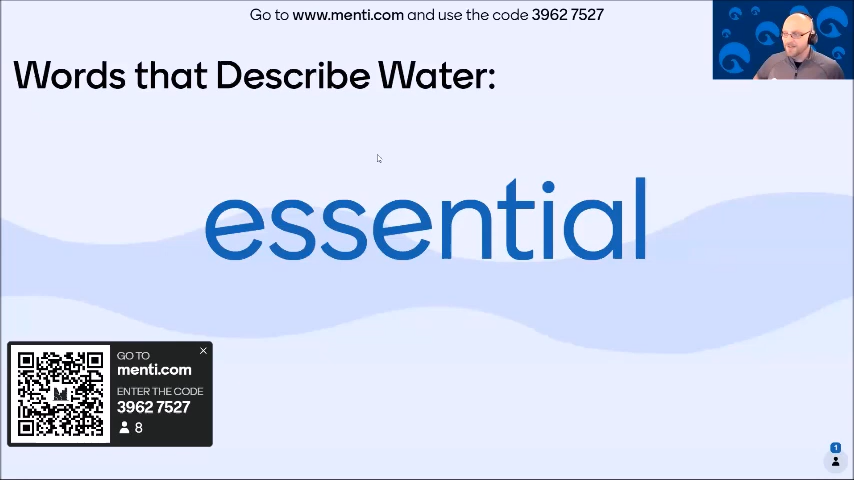 Go to www.menti.com and use the code 3962 7527
Words that Describe Water:
essential
GO TO
menti.com
ENTER THE CODE
3962 7527
8
1